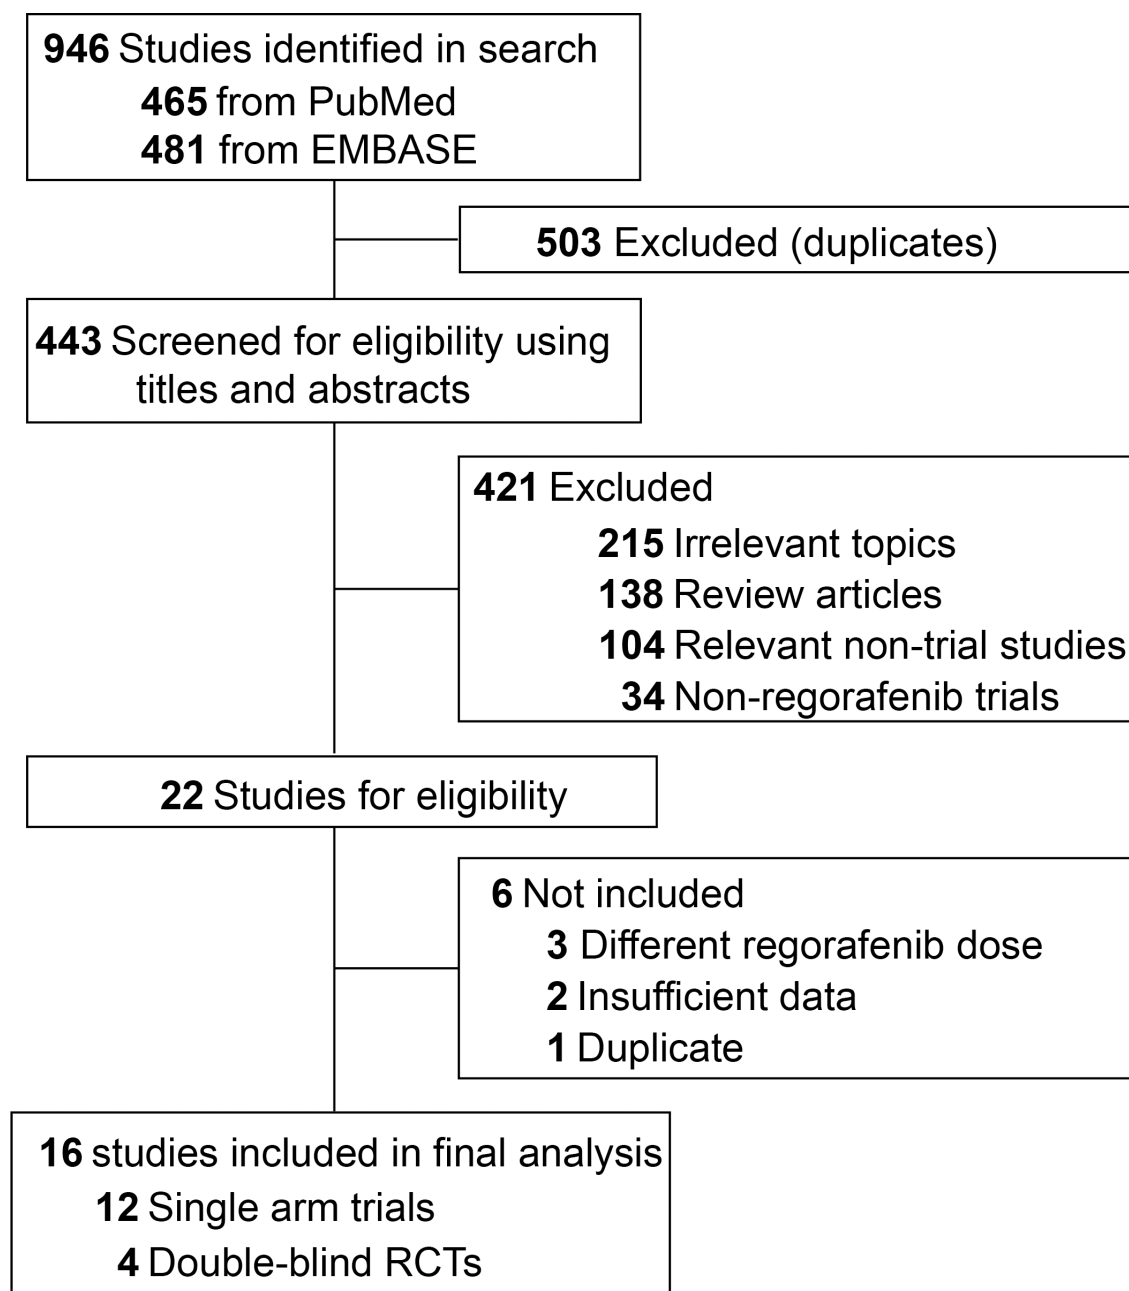 946 Studies identified in search
465 from PubMed
481 from EMBASE
503 Excluded (duplicates)
443 Screened for eligibility using
titles and abstracts
421 Excluded
215 Irrelevant topics
138 Review articles
104 Relevant non-trial studies
34 Non-regorafenib trials
22 Studies for eligibility
6 Not included
3 Different regorafenib dose
2 Insufficient data
1 Duplicate
16 studies included in final analysis
12 Single arm trials
4 Double-blind RCTs